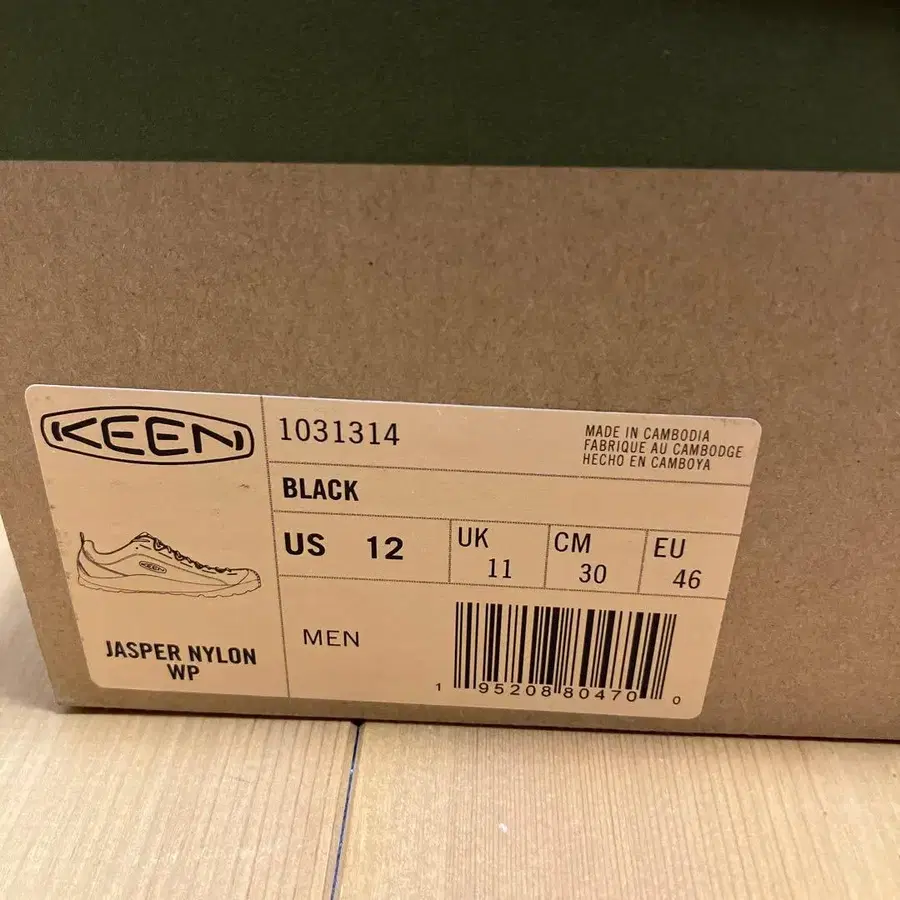 KEEN
1031314
MADE IN CAMBODIA
FABRIQUE AU CAMBODGE
HECHO EN CAMBOYA
BLACK
US 12
UK 11
CM 30
EU 46
KEEN
JASPER NYLON
WP
MEN
1 95208 80470 0